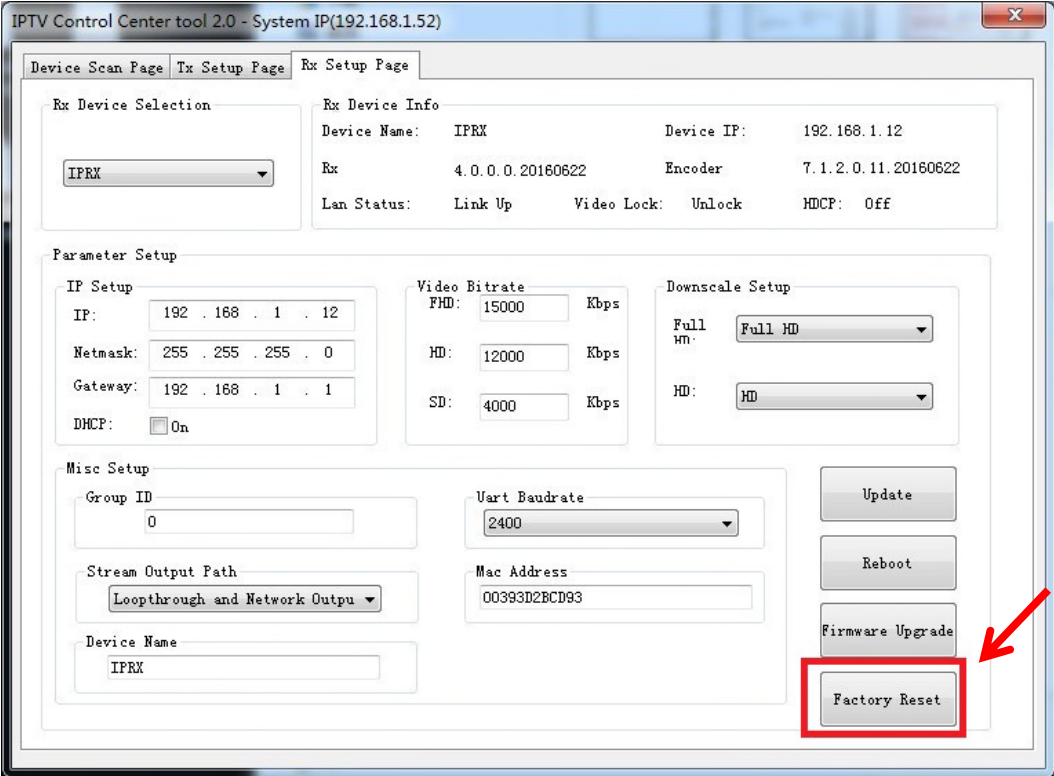 IPTV Control Center tool 2.0 - System IP(192.168.1.52)
x
Device Scan Page Tx Setup Page Rx Setup Page
Rx Device Selection
IPRX
Rx Device Info
Device Name: IPRX Device IP: 192.168.1.12
Rx 4.0.0.0.20160622 Encoder 7.1.2.0.11.20160622
Lan Status: Link Up Video Lock: Unlock HDCP: Off
Parameter Setup
IP Setup
IP: 192 . 168 . 1 . 12
Netmask: 255 . 255 . 255 . 0
Gateway: 192 . 168 . 1 . 1
DHCP: On
Video Bitrate
FHD: 15000 Kbps
HD: 12000 Kbps
SD: 4000 Kbps
Downscale Setup
Full HD: Full HD
HD: HD
Misc Setup
Group ID
0
Uart Baudrate
2400
Stream Output Path
Loopthrough and Network Outpu
Mac Address
00393D2BCD93
Device Name
IPRX
Update
Reboot
Firmware Upgrade
Factory Reset